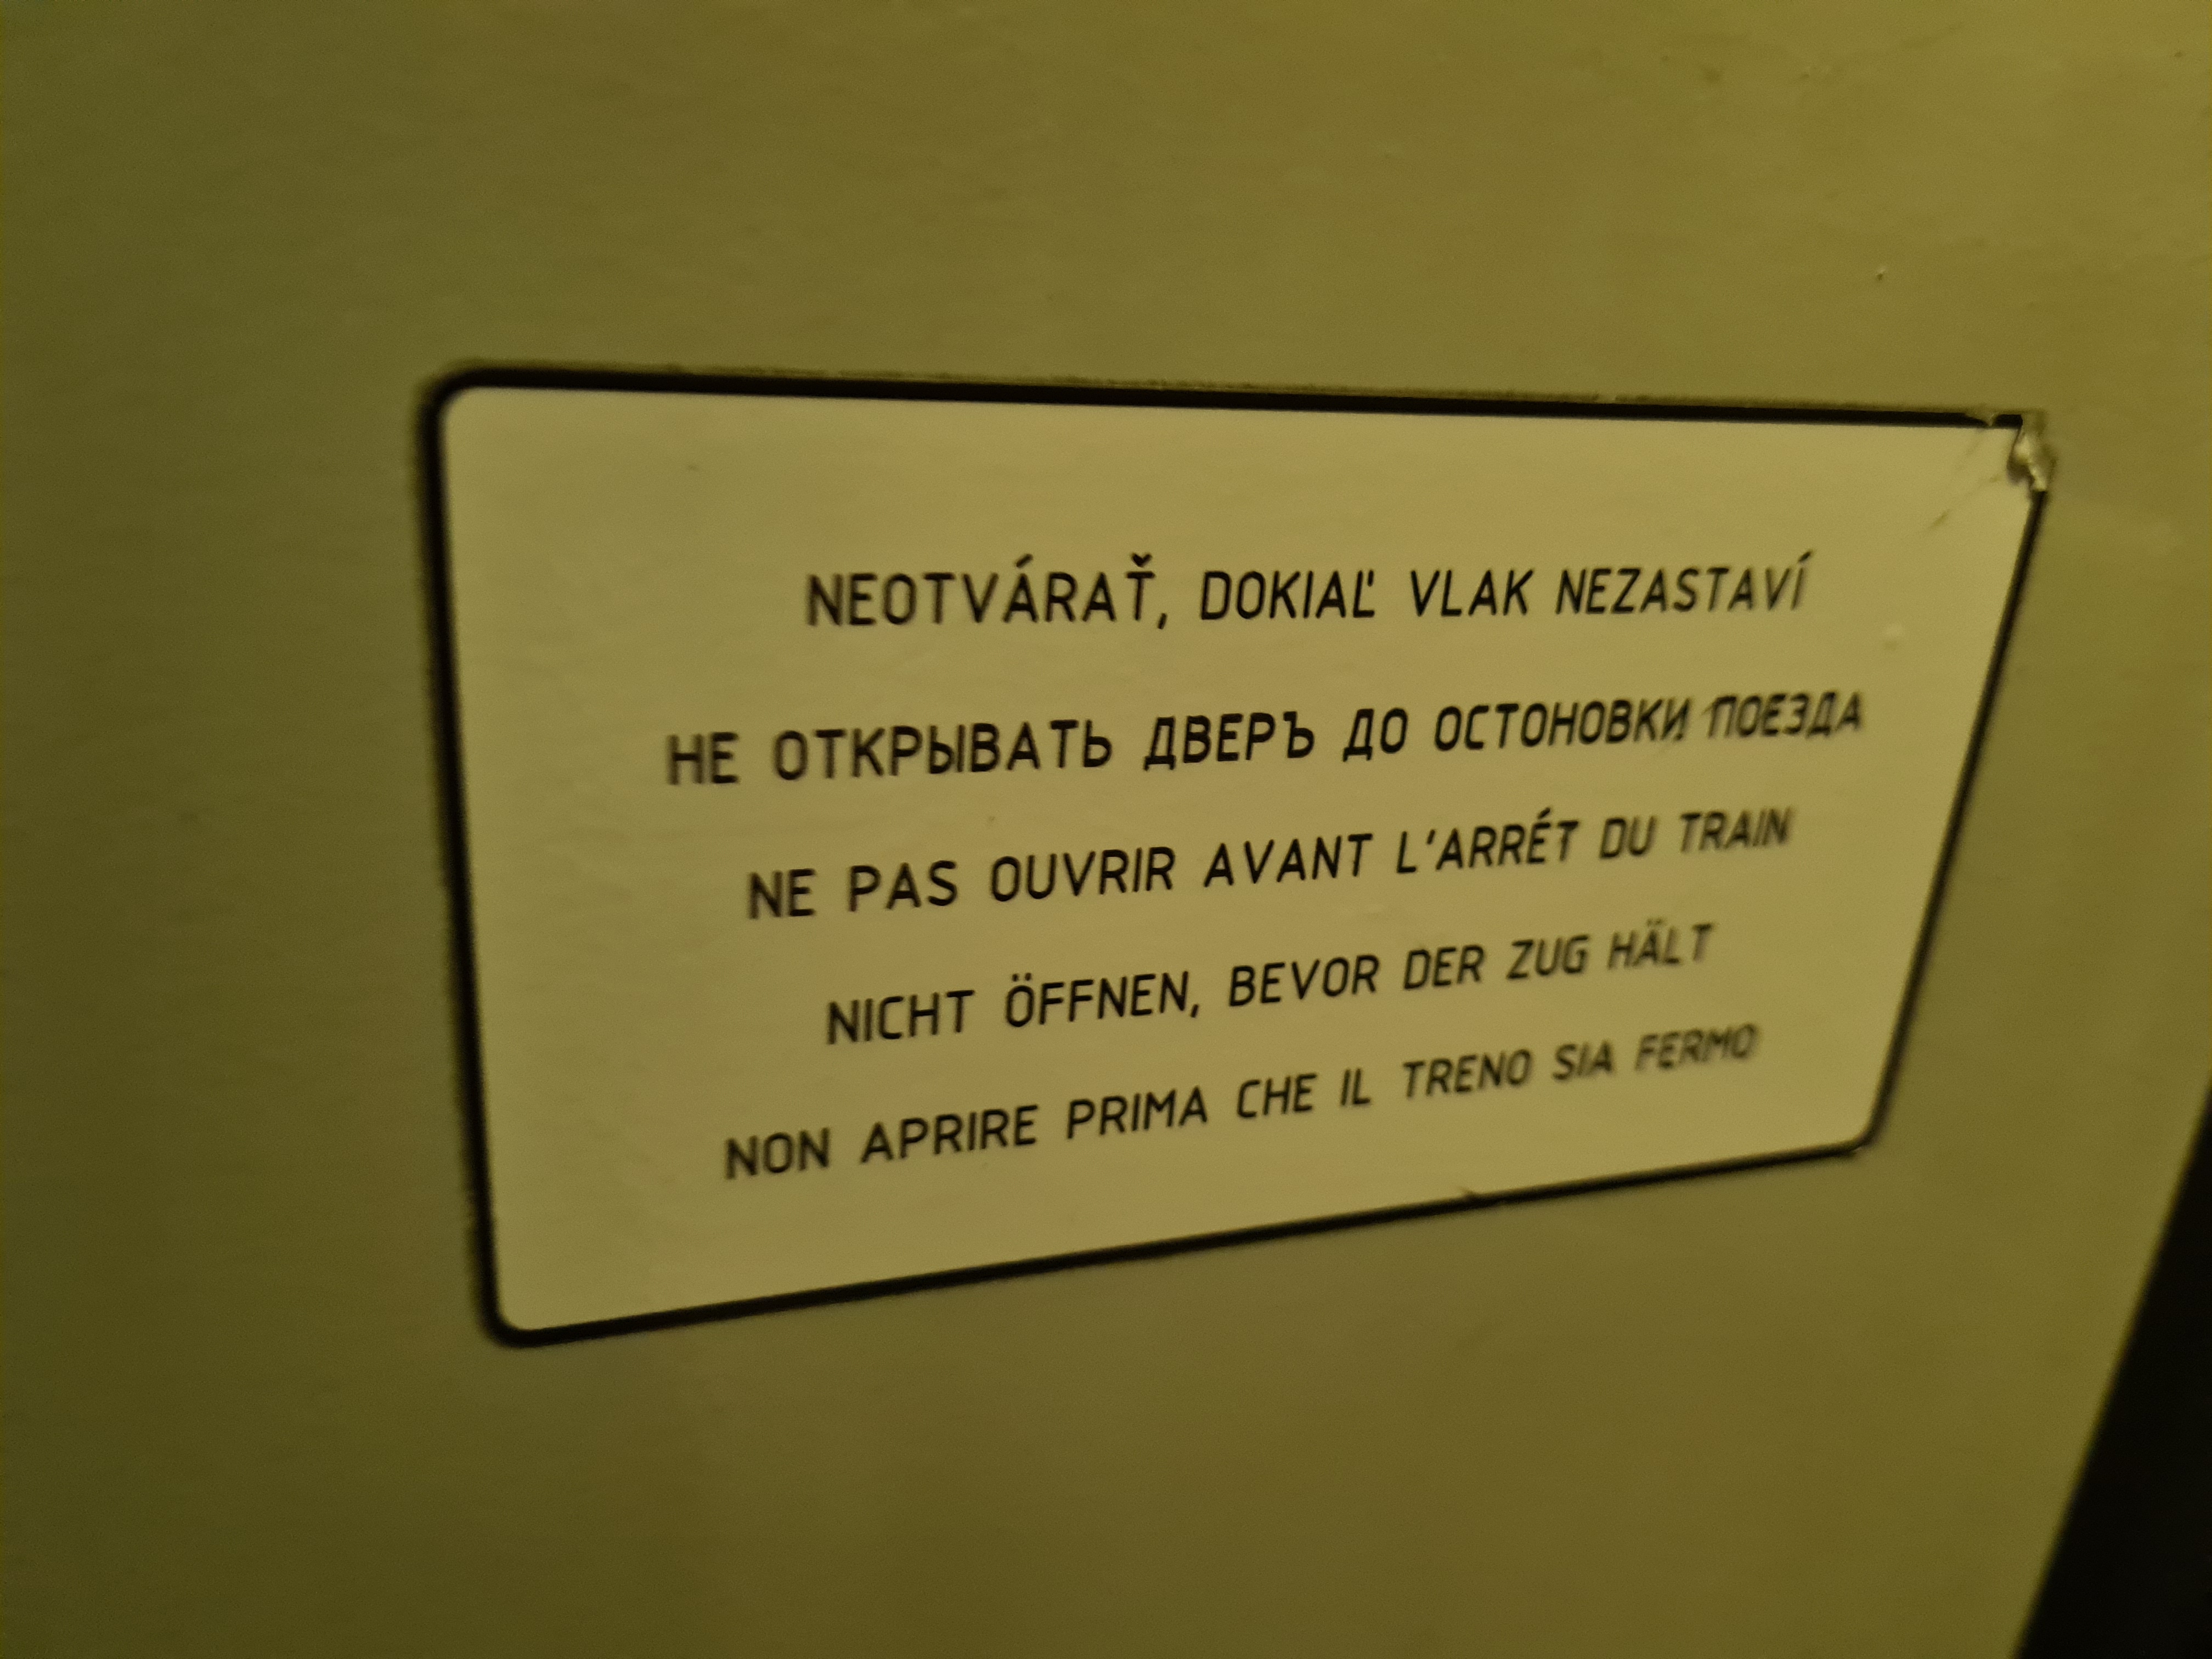 NEOTVÁRAŤ, DOKIAĽ VLAK NEZASTAVÍ
НЕ ОТКРЫВАТЬ ДВЕРЪ ДО ОСТОНОВКИ ПОЕЗДА
NE PAS OUVRIR AVANT L'ARRÉT DU TRAIN
NICHT ÖFFNEN, BEVOR DER ZUG HÄLT
NON APRIRE PRIMA CHE IL TRENO SIA FERMO